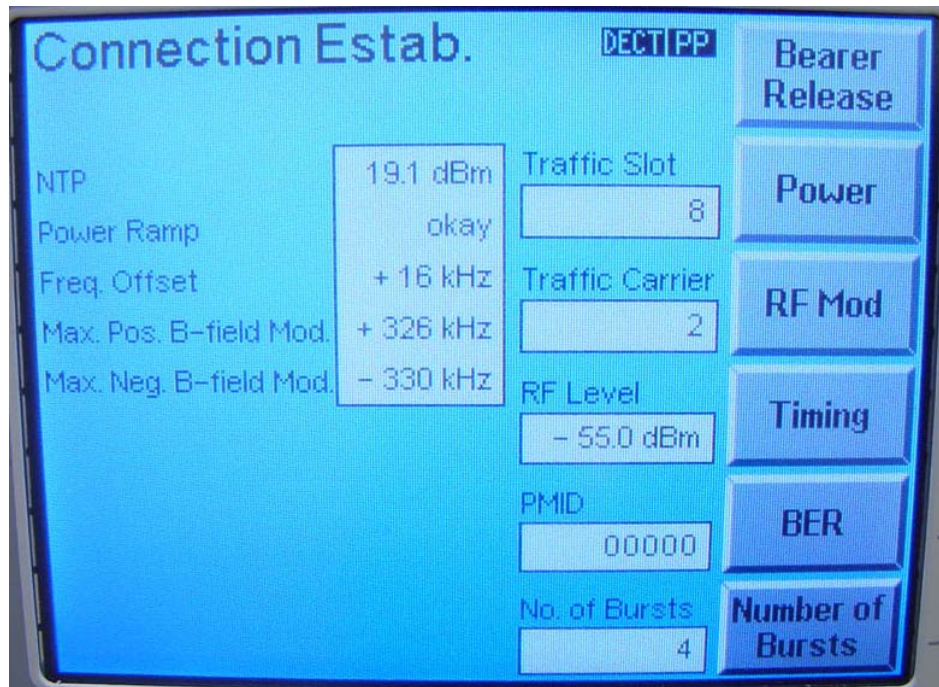 Connection Estab.
DECT PP
NTP 19.1 dBm
Power Ramp okay
Freq. Offset + 16 kHz
Max. Pos. B-field Mod. + 326 kHz
Max. Neg. B-field Mod. - 330 kHz
Traffic Slot
8
Traffic Carrier
2
RF Level
- 55.0 dBm
PMID
00000
No. of Bursts
4
Bearer
Release
Power
RF Mod
Timing
BER
Number of
Bursts